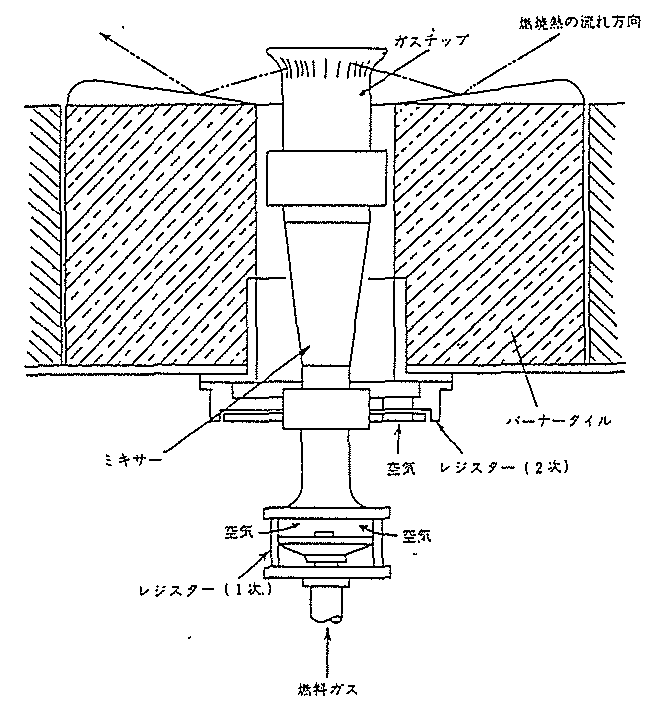 燃焼熱の流れ方向
ガスチップ
バーナータイル
ミキサー
空気
レジスター(2次)
空気
空気
レジスター(1次)
燃料ガス